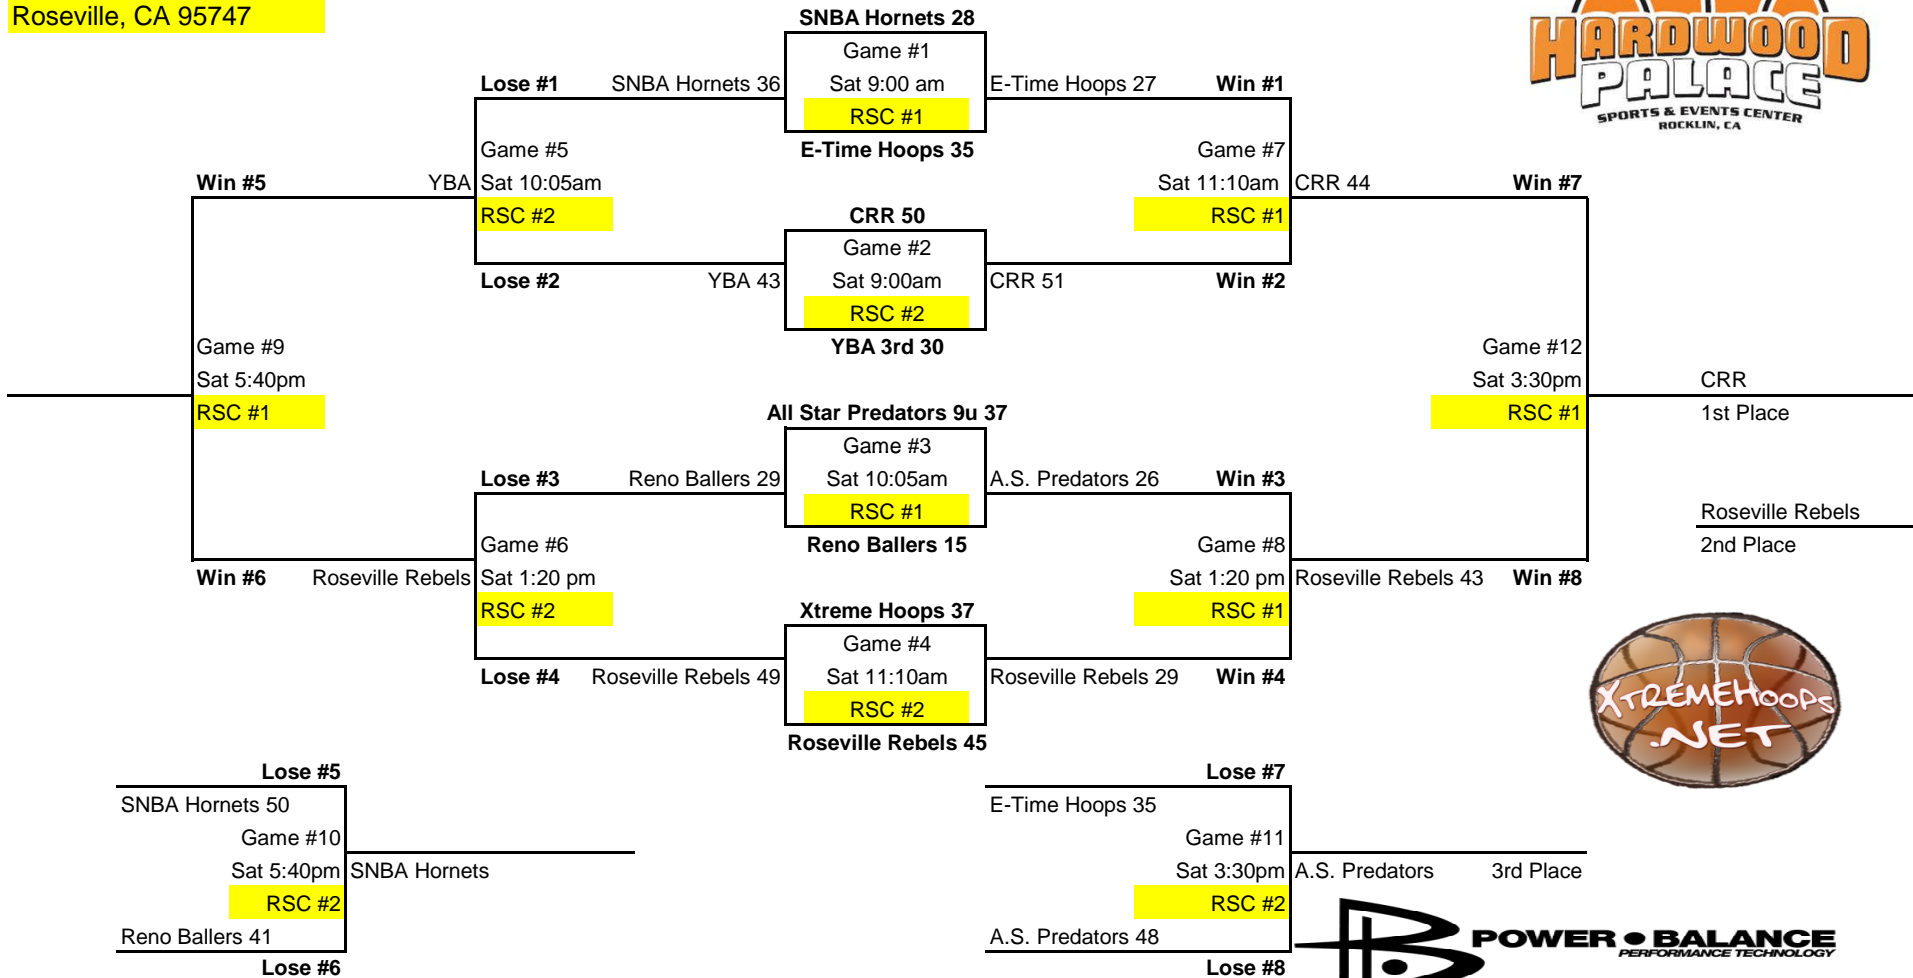 Roseville, CA 95747
SNBA Hornets 28
Game #1
Lose #1 SNBA Hornets 36 Sat 9:00 am E-Time Hoops 27 Win #1
RSC #1
Game #5 E-Time Hoops 35 Game #7
Win #5 YBA Sat 10:05am Sat 11:10am CRR 44 Win #7
RSC #2 CRR 50 RSC #1
Game #2
Lose #2 YBA 43 Sat 9:00am CRR 51 Win #2
RSC #2
Game #9 YBA 3rd 30 Game #12
Sat 5:40pm Sat 3:30pm CRR
RSC #1 All Star Predators 9u 37 RSC #1 1st Place
Game #3
Lose #3 Reno Ballers 29 Sat 10:05am A.S. Predators 26 Win #3
RSC #1 Roseville Rebels
Game #6 Reno Ballers 15 Game #8 2nd Place
Win #6 Roseville Rebels Sat 1:20 pm Sat 1:20 pm Roseville Rebels 43 Win #8
RSC #2 Xtreme Hoops 37 RSC #1
Game #4
Lose #4 Roseville Rebels 49 Sat 11:10am Roseville Rebels 29 Win #4
RSC #2
Roseville Rebels 45
Lose #5 Lose #7
SNBA Hornets 50 E-Time Hoops 35
Game #10 Game #11
Sat 5:40pm SNBA Hornets Sat 3:30pm A.S. Predators 3rd Place
RSC #2 RSC #2
Reno Ballers 41 A.S. Predators 48
Lose #6 Lose #8
HARDWOOD
PALACE
SPORTS & EVENTS CENTER
ROCKLIN, CA
XTREMEHOOPS
.NET
POWER BALANCE
PERFORMANCE TECHNOLOGY